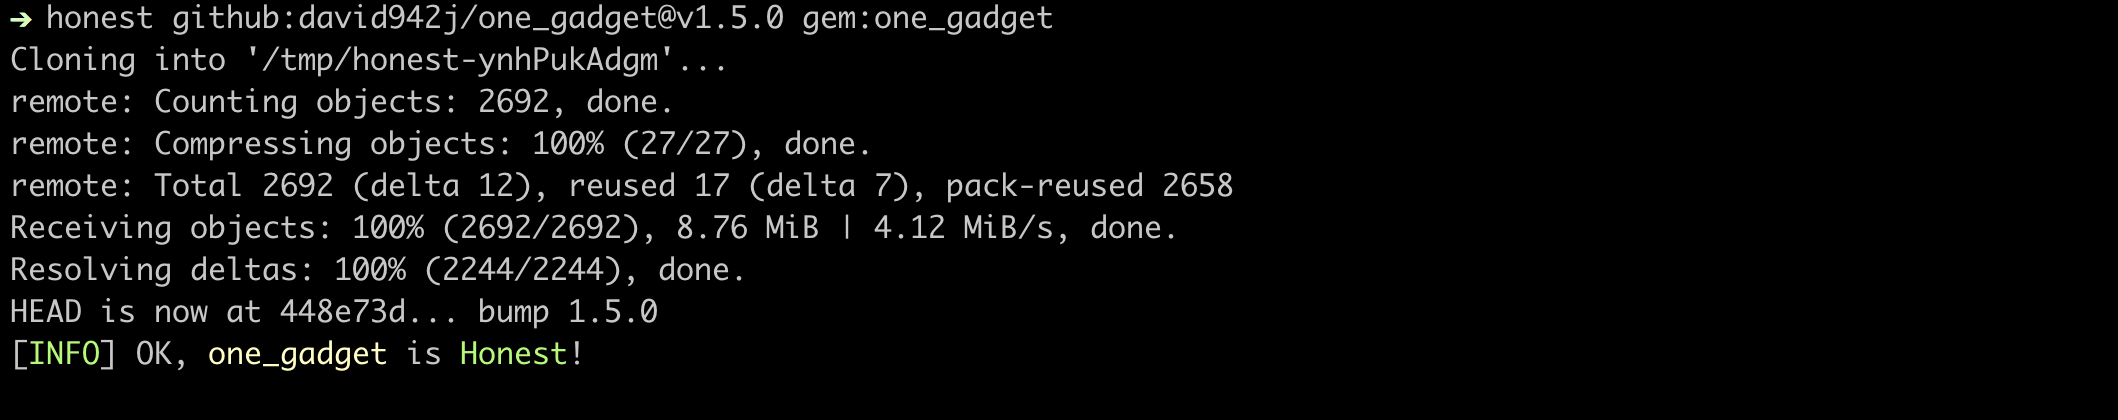 ➔ honest github:david942j/one_gadget@v1.5.0 gem:one_gadget
Cloning into '/tmp/honest-ynhPukAdgm'...
remote: Counting objects: 2692, done.
remote: Compressing objects: 100% (27/27), done.
remote: Total 2692 (delta 12), reused 17 (delta 7), pack-reused 2658
Receiving objects: 100% (2692/2692), 8.76 MiB | 4.12 MiB/s, done.
Resolving deltas: 100% (2244/2244), done.
HEAD is now at 448e73d... bump 1.5.0
[INFO] OK, one_gadget is Honest!